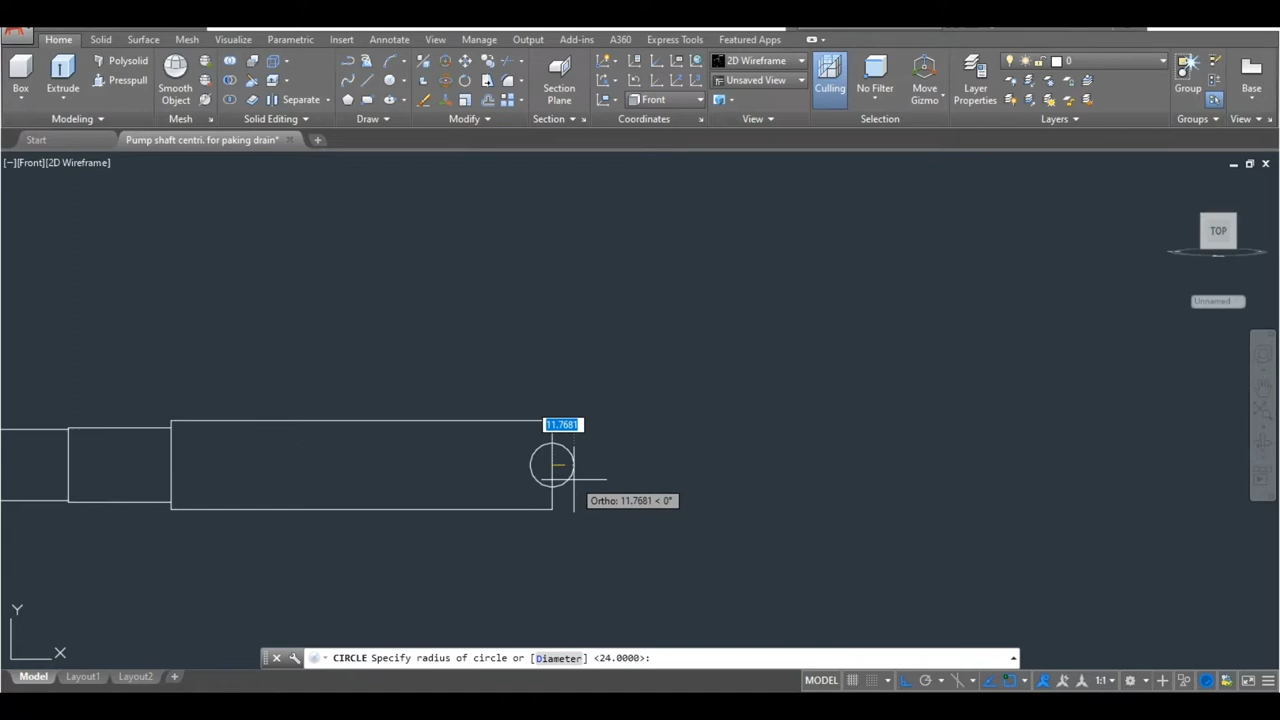 Home Solid Surface Mesh Visualize Parametric Insert Annotate View Manage Output Add-ins A360 Express Tools Featured Apps
Polysolid
Presspull
Box
Extrude
Smooth
Object
Separate
Section
Plane
Front
2D Wireframe
Unsaved View
Culling
No Filter
Move
Gizmo
Layer
Properties
0
Group
Base
Modeling
Mesh
Solid Editing
Draw
Modify
Section
Coordinates
View
Selection
Layers
Groups
View
Start
Pump shaft centri. for paking drain*
[−][Front][2D Wireframe]
TOP
Unnamed
11.7681
Ortho: 11.7681 < 0°
Y
X
CIRCLE Specify radius of circle or [Diameter] <24.0000>:
Model Layout1 Layout2
MODEL
1:1